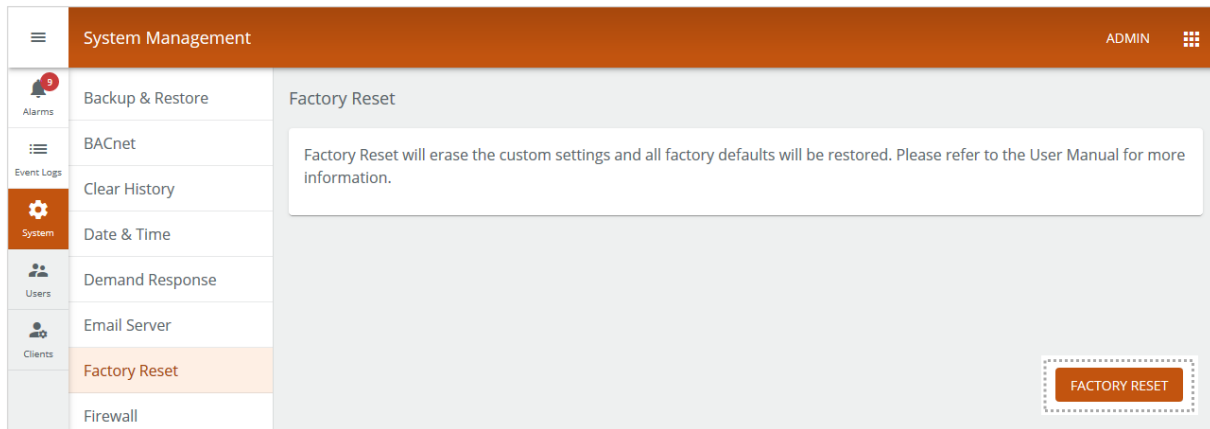 System Management
ADMIN
9
Alarms
Event Logs
System
Users
Clients
Backup & Restore
BACnet
Clear History
Date & Time
Demand Response
Email Server
Factory Reset
Firewall
Factory Reset
Factory Reset will erase the custom settings and all factory defaults will be restored. Please refer to the User Manual for more
information.
FACTORY RESET